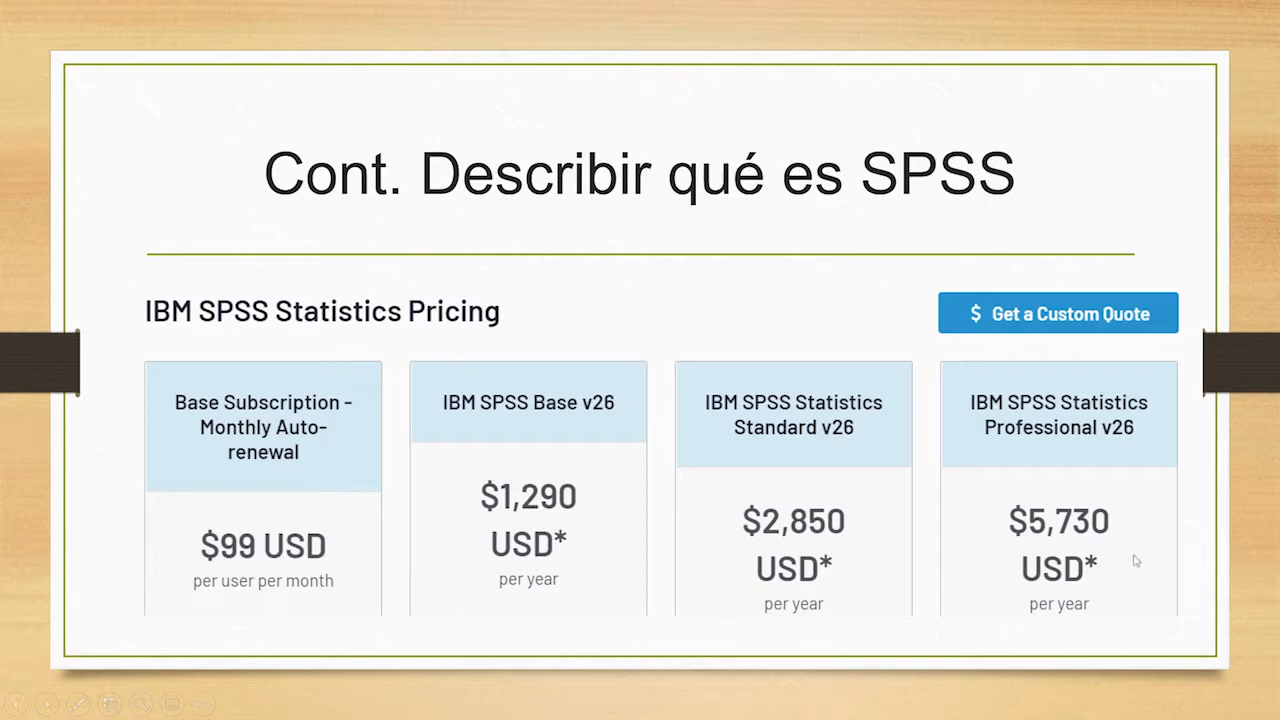 Cont. Describir qué es SPSS
IBM SPSS Statistics Pricing
$ Get a Custom Quote
Base Subscription -
Monthly Auto-
renewal
$99 USD
per user per month
IBM SPSS Base v26
$1,290
USD*
per year
IBM SPSS Statistics
Standard v26
$2,850
USD*
per year
IBM SPSS Statistics
Professional v26
$5,730
USD*
per year